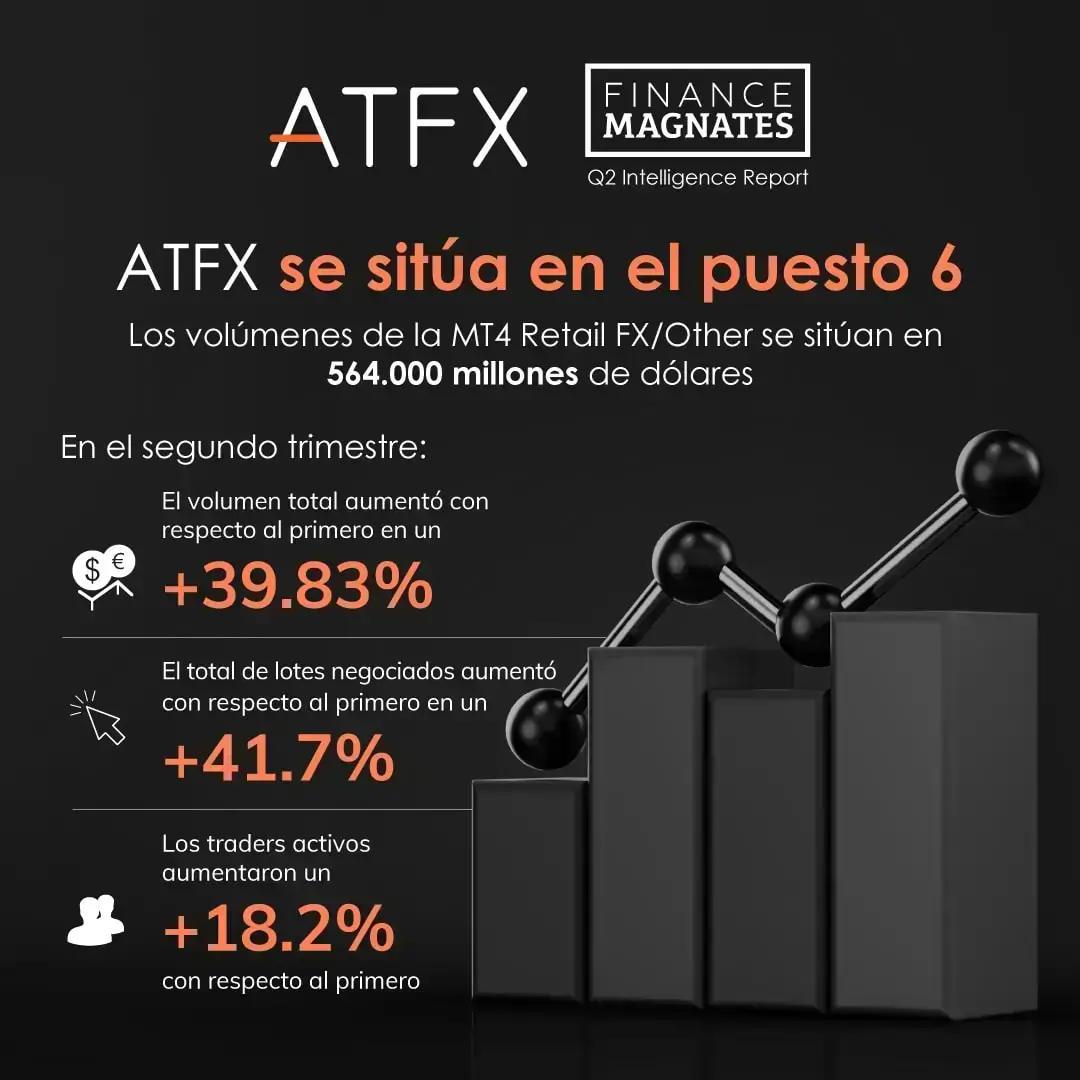 ATFX
FINANCE
MAGNATES
Q2 Intelligence Report
ATFX se sitúa en el puesto 6
Los volúmenes de la MT4 Retail FX/Other se sitúan en
564.000 millones de dólares
En el segundo trimestre:
El volumen total aumentó con
respecto al primero en un
$ €
+39.83%
El total de lotes negociados aumentó
con respecto al primero en un
+41.7%
Los traders activos
aumentaron un
+18.2%
con respecto al primero